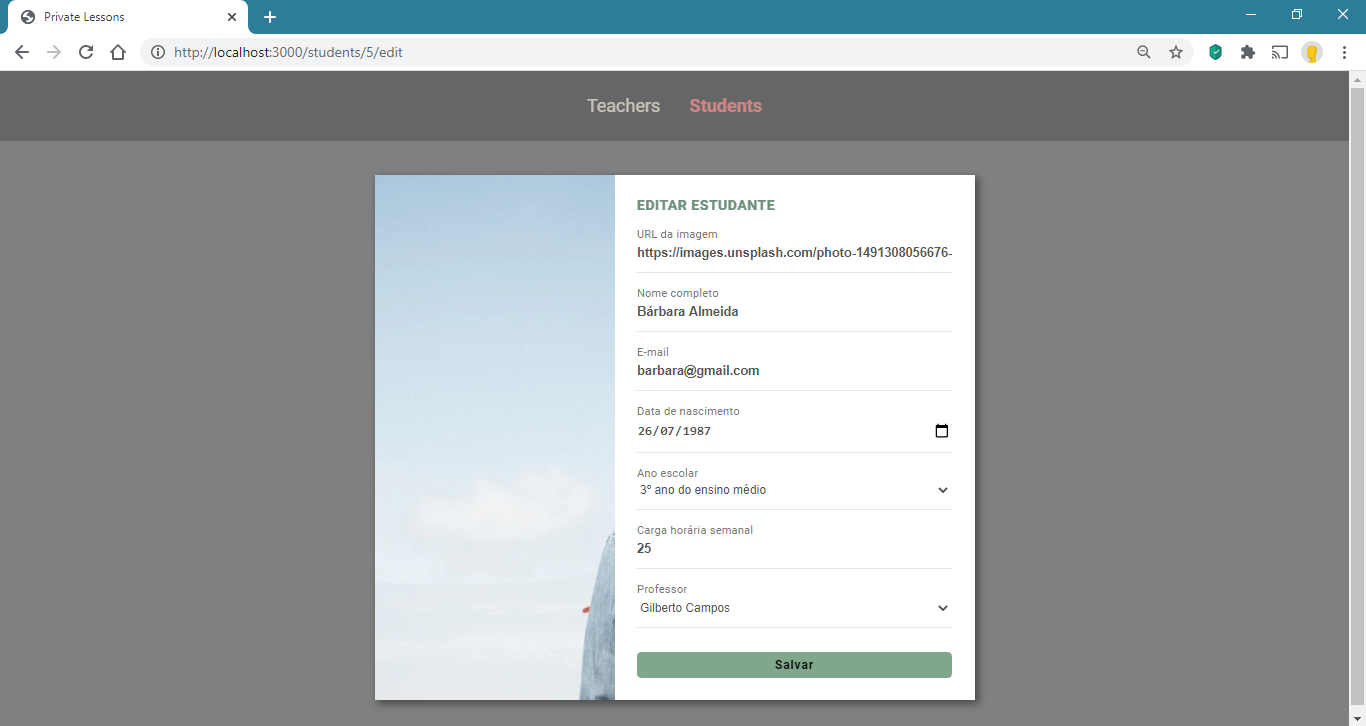 Private Lessons
http://localhost:3000/students/5/edit
Teachers Students
EDITAR ESTUDANTE
URL da imagem
https://images.unsplash.com/photo-1491308056676-
Nome completo
Bárbara Almeida
E-mail
barbara@gmail.com
Data de nascimento
26/07/1987
Ano escolar
3º ano do ensino médio
Carga horária semanal
25
Professor
Gilberto Campos
Salvar